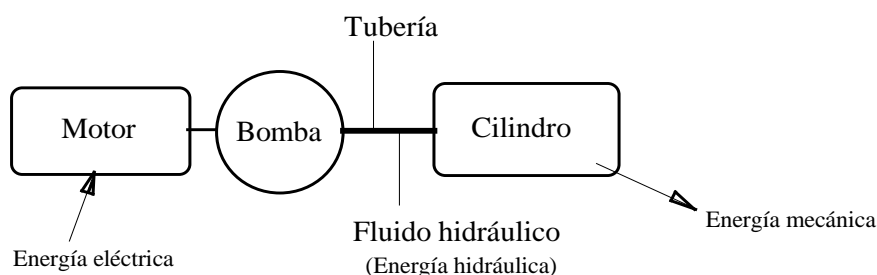 Tubería
Motor
Bomba
Cilindro
Energía eléctrica
Fluido hidráulico
(Energía hidráulica)
Energía mecánica